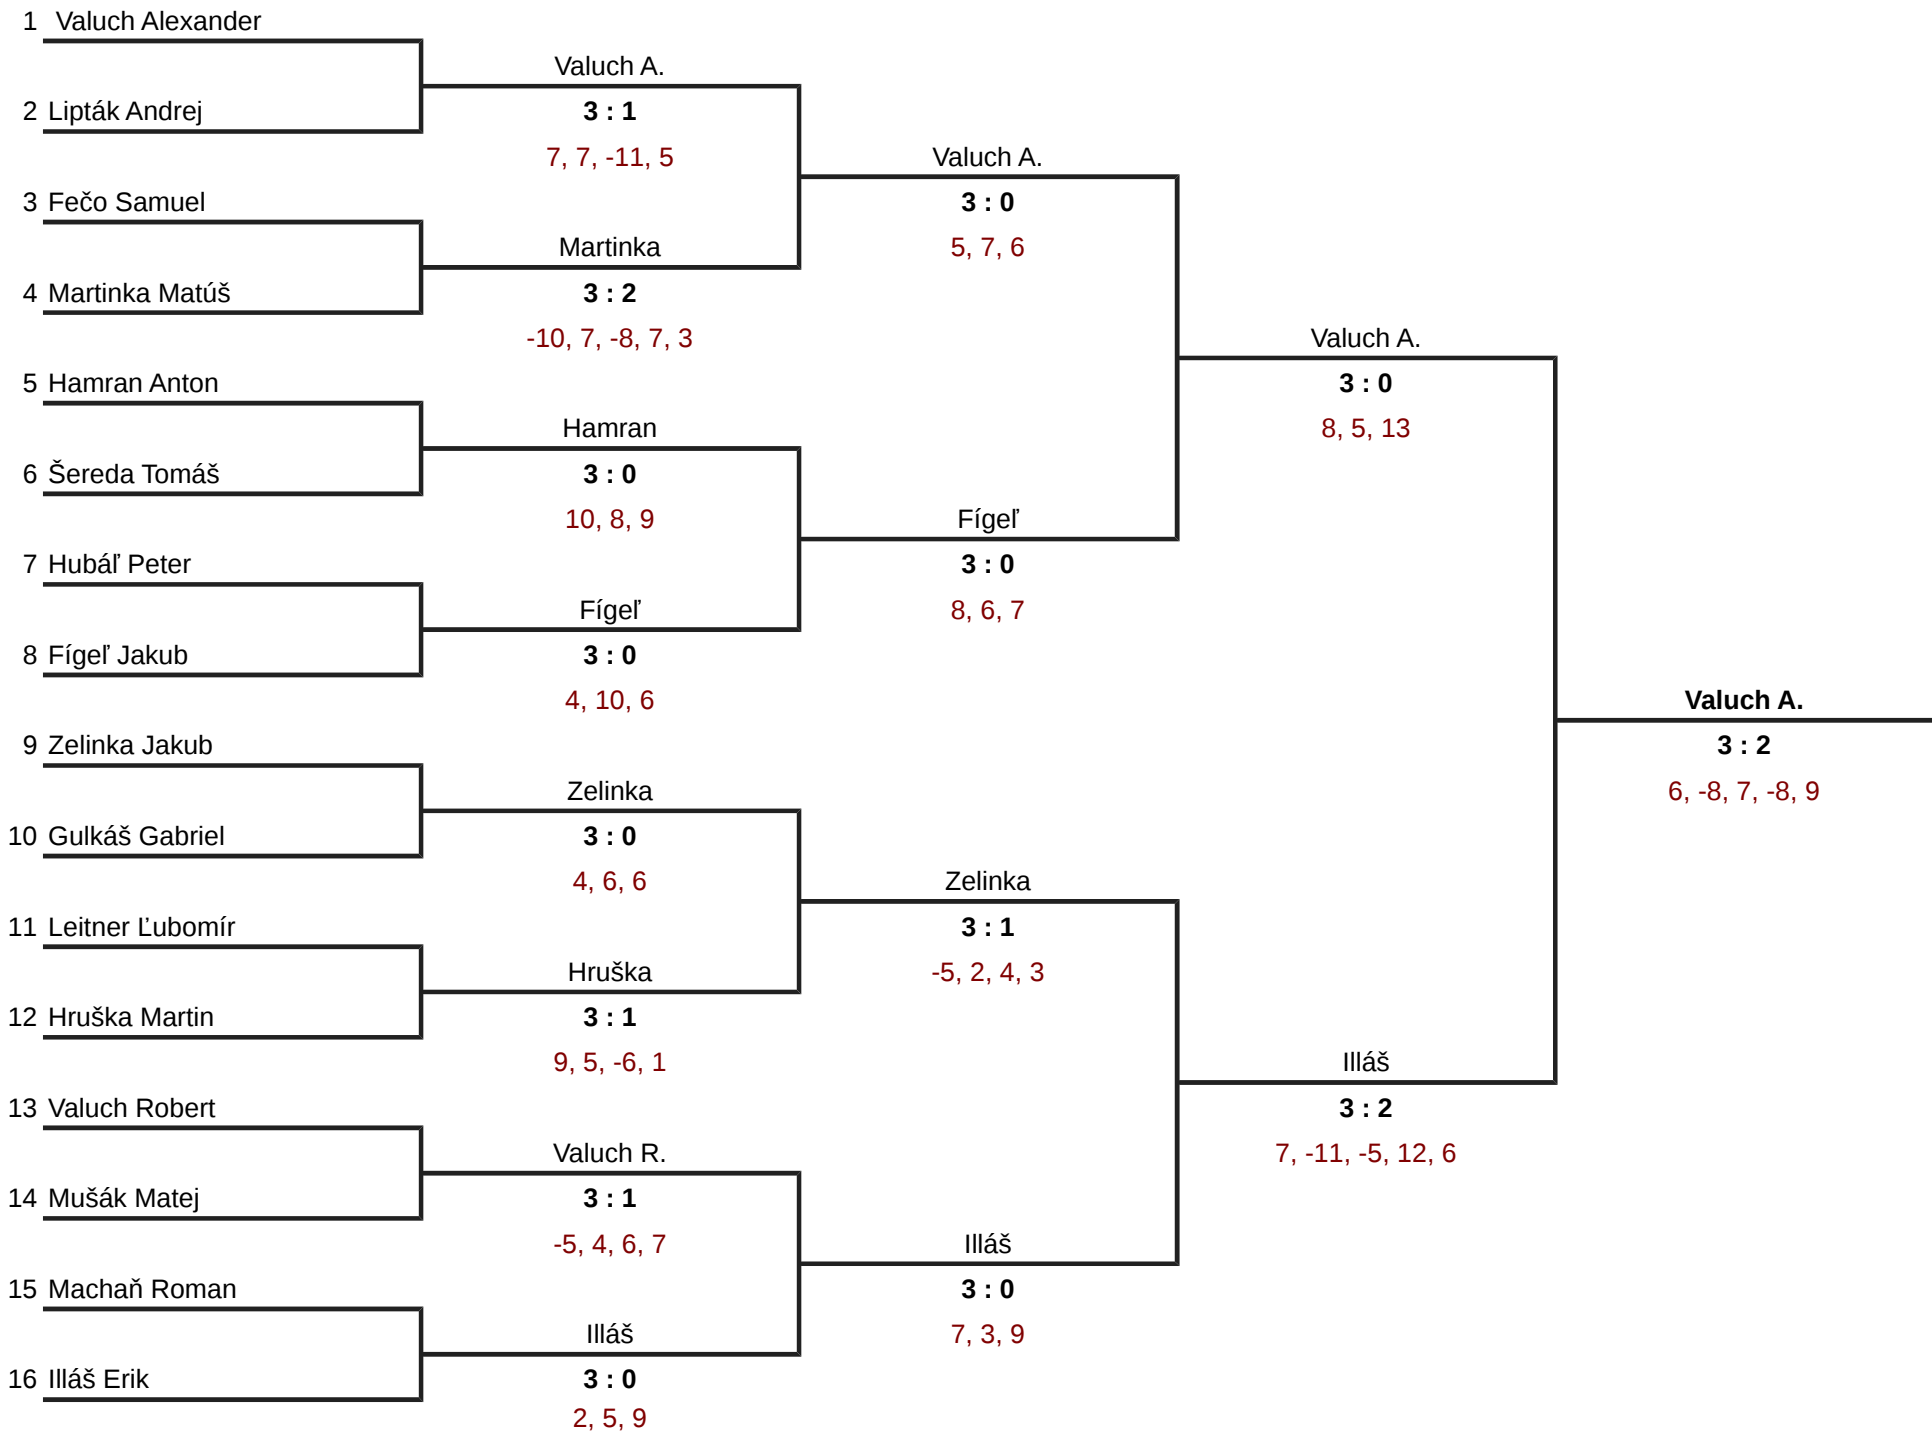 1 Valuch Alexander
Valuch A.
2 Lipták Andrej
3 : 1
7, 7, -11, 5
Valuch A.
3 Fečo Samuel
3 : 0
Martinka
5, 7, 6
4 Martinka Matúš
3 : 2
-10, 7, -8, 7, 3
Valuch A.
5 Hamran Anton
3 : 0
Hamran
8, 5, 13
6 Šereda Tomáš
3 : 0
10, 8, 9
Fígeľ
7 Hubáľ Peter
3 : 0
Fígeľ
8, 6, 7
8 Fígeľ Jakub
3 : 0
4, 10, 6
Valuch A.
9 Zelinka Jakub
3 : 2
Zelinka
6, -8, 7, -8, 9
10 Gulkáš Gabriel
3 : 0
4, 6, 6
Zelinka
11 Leitner Ľubomír
3 : 1
Hruška
-5, 2, 4, 3
12 Hruška Martin
3 : 1
9, 5, -6, 1
Illáš
13 Valuch Robert
3 : 2
Valuch R.
7, -11, -5, 12, 6
14 Mušák Matej
3 : 1
-5, 4, 6, 7
Illáš
15 Machaň Roman
3 : 0
Illáš
7, 3, 9
16 Illáš Erik
3 : 0
2, 5, 9